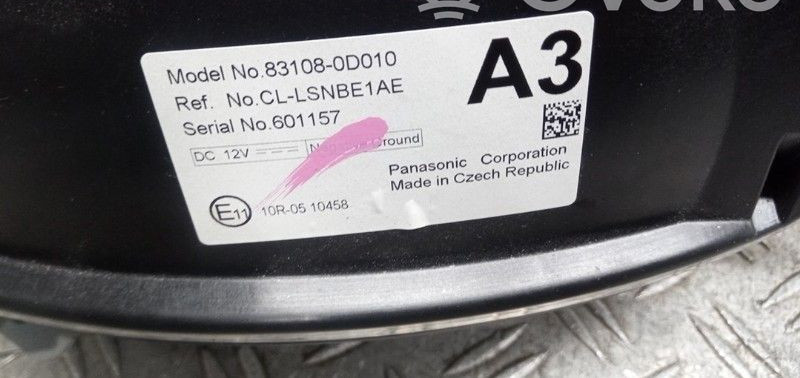 Model No.83108-0D010
A3
Ref. No.CL-LSNBE1AE
Serial No.601157
DC 12V
Ground
Panasonic Corporation
Made in Czech Republic
E11
10R-05 10458